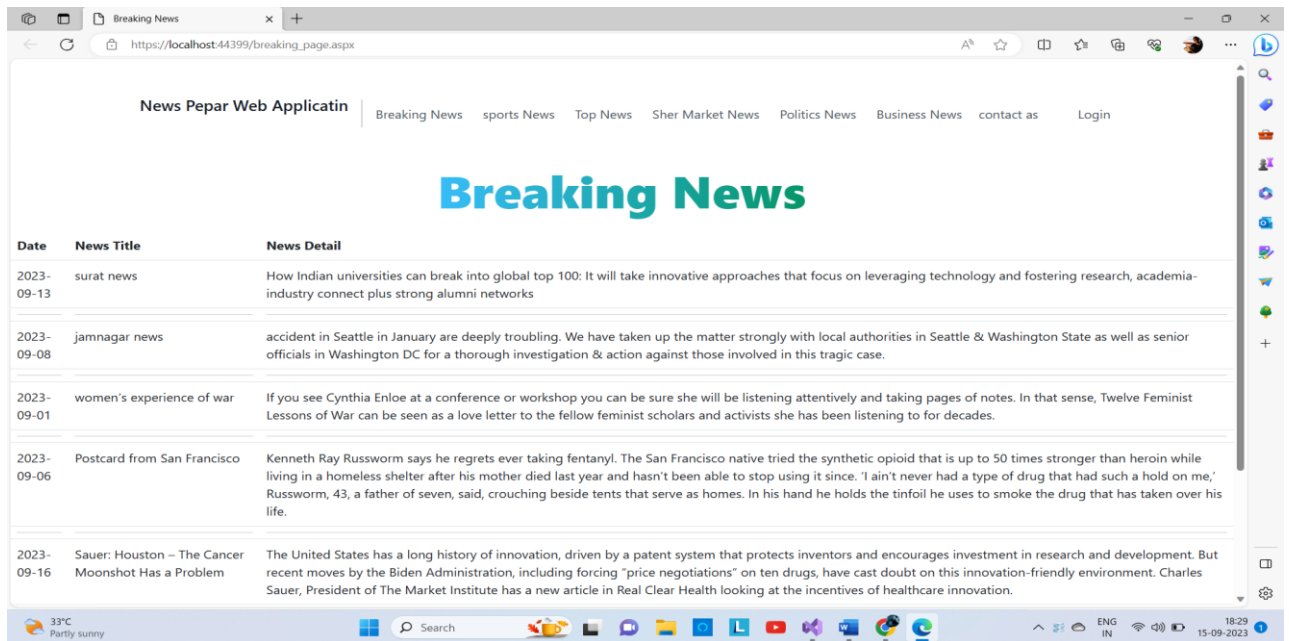 Breaking News
https://localhost:44399/breaking_page.aspx
News Pepar Web Applicatin
Breaking News sports News Top News Sher Market News Politics News Business News contact as Login
Breaking News
Date News Title News Detail
2023-09-13 surat news How Indian universities can break into global top 100: It will take innovative approaches that focus on leveraging technology and fostering research, academia-
industry connect plus strong alumni networks
2023-09-08 jamnagar news accident in Seattle in January are deeply troubling. We have taken up the matter strongly with local authorities in Seattle & Washington State as well as senior
officials in Washington DC for a thorough investigation & action against those involved in this tragic case.
2023-09-01 women's experience of war If you see Cynthia Enloe at a conference or workshop you can be sure she will be listening attentively and taking pages of notes. In that sense, Twelve Feminist
Lessons of War can be seen as a love letter to the fellow feminist scholars and activists she has been listening to for decades.
2023-09-06 Postcard from San Francisco Kenneth Ray Russworm says he regrets ever taking fentanyl. The San Francisco native tried the synthetic opioid that is up to 50 times stronger than heroin while
living in a homeless shelter after his mother died last year and hasn't been able to stop using it since. 'I ain't never had a type of drug that had such a hold on me,'
Russworm, 43, a father of seven, said, crouching beside tents that serve as homes. In his hand he holds the tinfoil he uses to smoke the drug that has taken over his
life.
2023-09-16 Sauer: Houston – The Cancer Moonshot Has a Problem The United States has a long history of innovation, driven by a patent system that protects inventors and encourages investment in research and development. But
recent moves by the Biden Administration, including forcing "price negotiations" on ten drugs, have cast doubt on this innovation-friendly environment. Charles
Sauer, President of The Market Institute has a new article in Real Clear Health looking at the incentives of healthcare innovation.
33°C
Partly sunny
Search
ENG
IN
18:29
15-09-2023
1